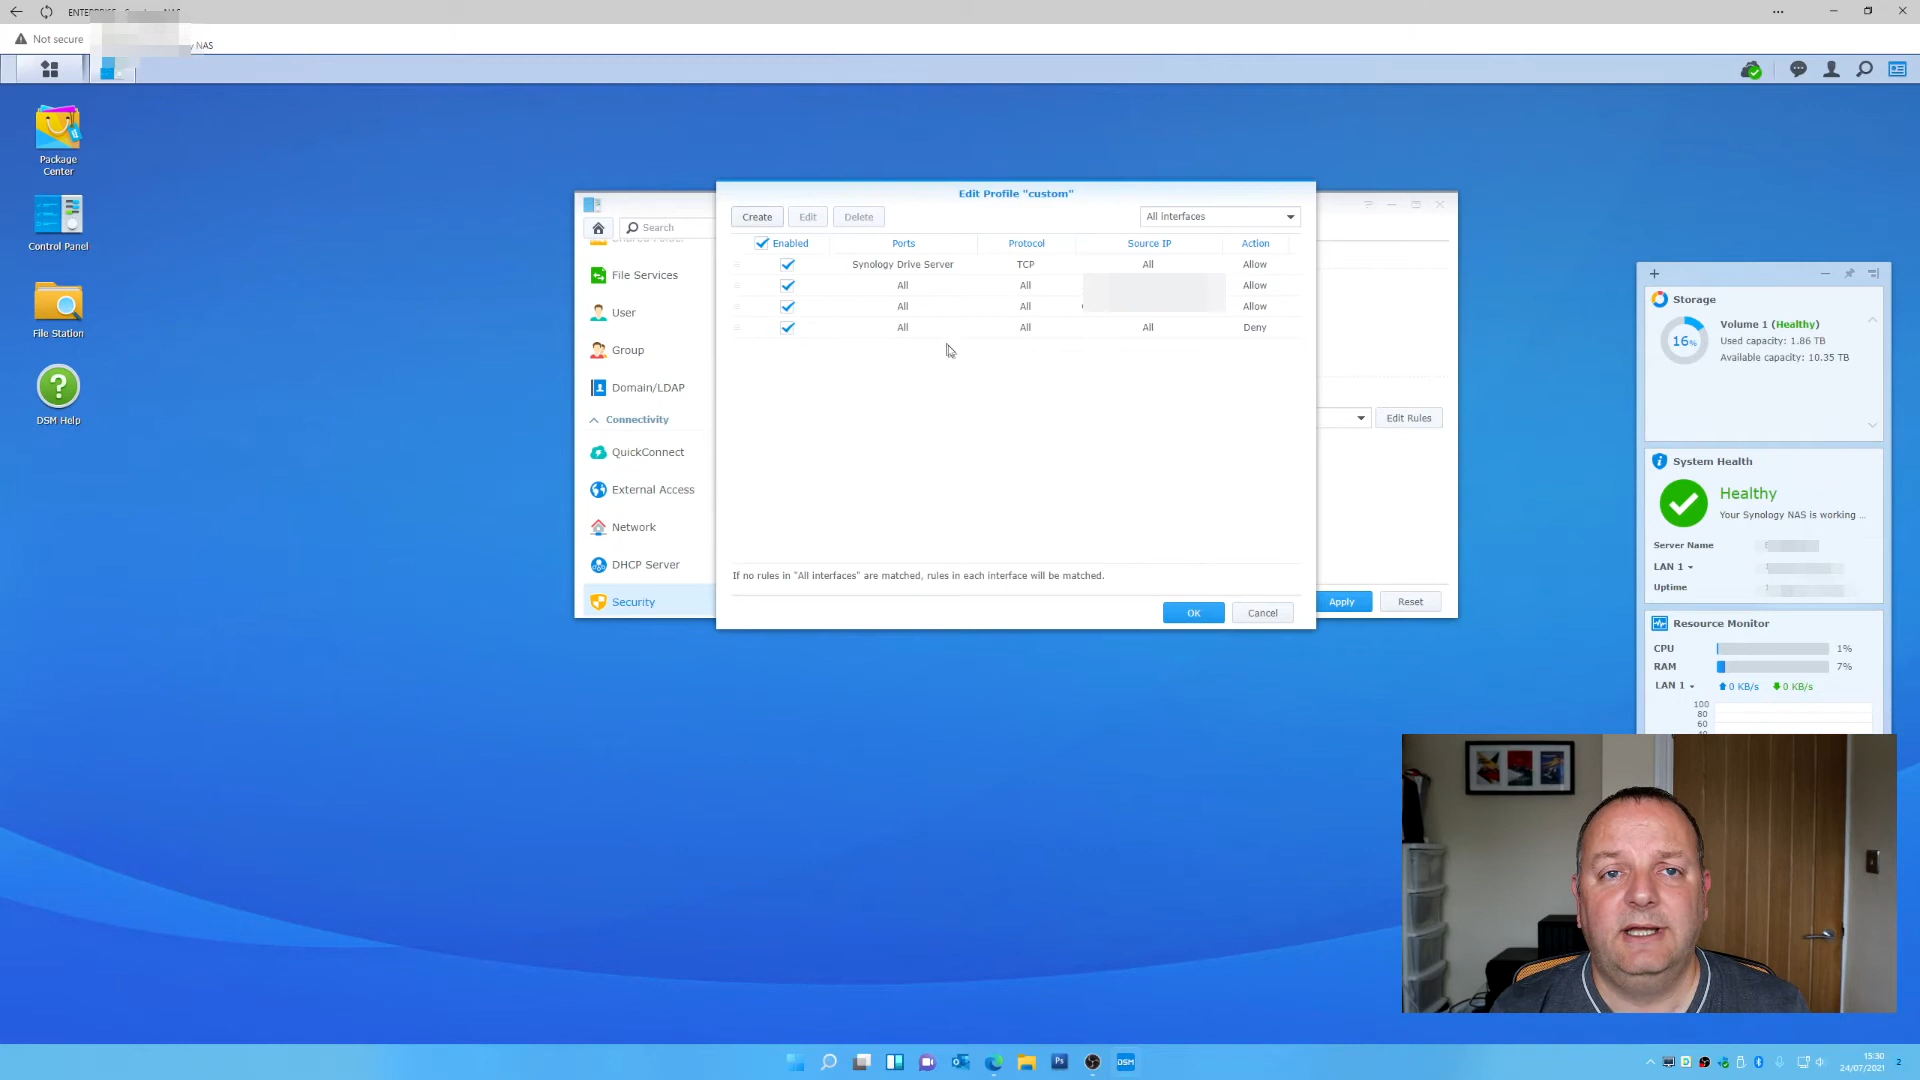 Not secure
y NAS
Package
Center
Control Panel
File Station
DSM Help
Search
File Services
User
Group
Domain/LDAP
Connectivity
QuickConnect
External Access
Network
DHCP Server
Security
Edit Profile "custom"
Create Edit Delete All interfaces
Enabled Ports Protocol Source IP Action
Synology Drive Server TCP All Allow
All All Allow
All All Allow
All All All Deny
If no rules in "All interfaces" are matched, rules in each interface will be matched.
OK Cancel
Edit Rules
Apply Reset
Storage
16%
Volume 1 (Healthy)
Used capacity: 1.86 TB
Available capacity: 10.35 TB
System Health
Healthy
Your Synology NAS is working ...
Server Name
LAN 1
Uptime
Resource Monitor
CPU 1%
RAM 7%
LAN 1 0 KB/s 0 KB/s
100
80
60
Ps
DSM
15:30
24/07/2021
2